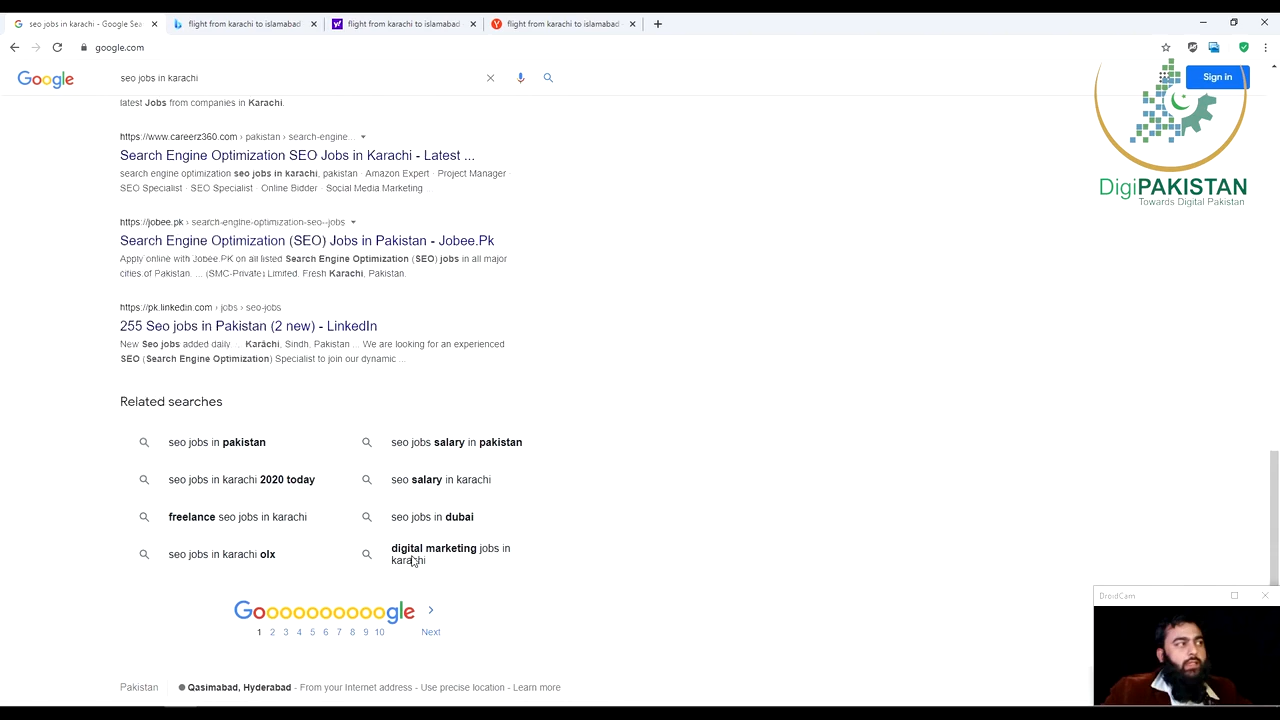 seo jobs in karachi - Google Sea
flight from karachi to islamabad
flight from karachi to islamabad
flight from karachi to islamabad
google.com
Google
seo jobs in karachi
Sign in
latest Jobs from companies in Karachi.
https://www.careerz360.com › pakistan › search-engine...
Search Engine Optimization SEO Jobs in Karachi - Latest ...
search engine optimization seo jobs in karachi, pakistan · Amazon Expert · Project Manager ·
SEO Specialist · SEO Specialist · Online Bidder · Social Media Marketing
DigiPAKISTAN
Towards Digital Pakistan
https://jobee.pk › search-engine-optimization-seo--jobs
Search Engine Optimization (SEO) Jobs in Pakistan - Jobee.Pk
Apply online with Jobee.PK on all listed Search Engine Optimization (SEO) jobs in all major
cities of Pakistan. ... (SMC-Private) Limited. Fresh Karachi, Pakistan.
https://pk.linkedin.com › jobs › seo-jobs
255 Seo jobs in Pakistan (2 new) - LinkedIn
New Seo jobs added daily. ... Karāchi, Sindh, Pakistan ... We are looking for an experienced
SEO (Search Engine Optimization) Specialist to join our dynamic ...
Related searches
seo jobs in pakistan
seo jobs salary in pakistan
seo jobs in karachi 2020 today
seo salary in karachi
freelance seo jobs in karachi
seo jobs in dubai
seo jobs in karachi olx
digital marketing jobs in
karachi
Goooooooooogle
1 2 3 4 5 6 7 8 9 10 Next
Pakistan
Qasimabad, Hyderabad - From your Internet address - Use precise location - Learn more
DroidCam